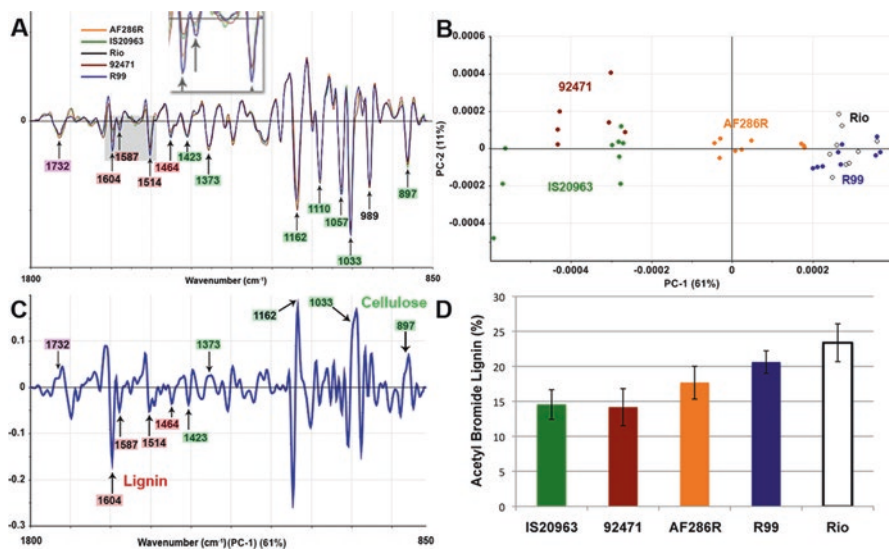 A
AF286R
IS20963
Rio
92471
R99
0
1732
1604
1587
1514
1464
1423
1373
1162
1110
1057
1033
989
897
1800
Wavenumber (cm⁻¹)
850
B
0.0006
0.0004
0.0002
0
-0.0002
-0.0004
PC-2 (11%)
92471
IS20963
AF286R
Rio
R99
-0.0004
-0.0002
0
0.0002
PC-1 (61%)
C
0.1
0
-0.1
-0.2
-0.3
1732
1604
1587
1514
1464
1423
1373
1162
1033
Cellulose
897
Lignin
1800
Wavenumber (cm⁻¹) (PC-1) (61%)
850
D
Acetyl Bromide Lignin (%)
30
25
20
15
10
5
0
IS20963
92471
AF286R
R99
Rio